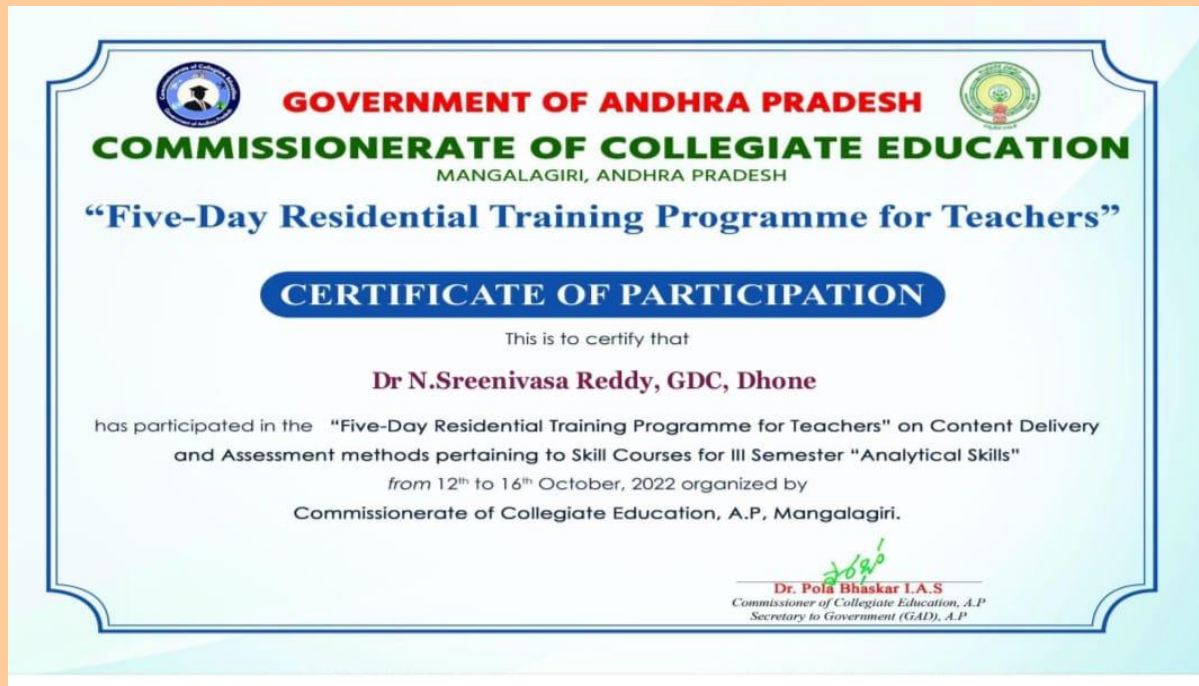 GOVERNMENT OF ANDHRA PRADESH
COMMISSIONERATE OF COLLEGIATE EDUCATION
MANGALAGIRI, ANDHRA PRADESH
“Five-Day Residential Training Programme for Teachers”
CERTIFICATE OF PARTICIPATION
This is to certify that
Dr N.Sreenivasa Reddy, GDC, Dhone
has participated in the “Five-Day Residential Training Programme for Teachers” on Content Delivery
and Assessment methods pertaining to Skill Courses for III Semester “Analytical Skills”
from 12th to 16th October, 2022 organized by
Commissionerate of Collegiate Education, A.P, Mangalagiri.
Dr. Pola Bhaskar I.A.S
Commissioner of Collegiate Education, A.P
Secretary to Government (GAD), A.P